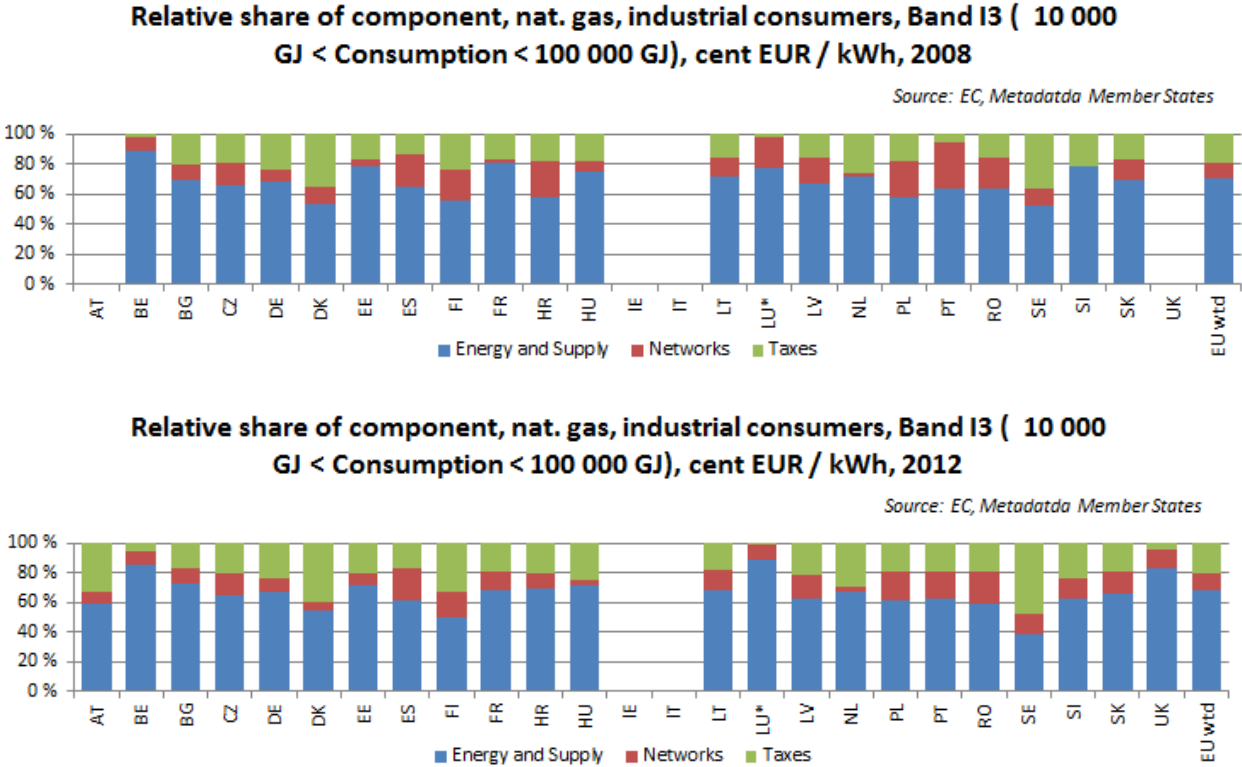 Relative share of component, nat. gas, industrial consumers, Band I3 ( 10 000
GJ < Consumption < 100 000 GJ), cent EUR / kWh, 2008
Source: EC, Metadatda Member States
100 %
80 %
60 %
40 %
20 %
0 %
AT BE BG CZ DE DK EE ES FI FR HR HU IE IT LT LU* LV NL PL PT RO SE SI SK UK EU wtd
Energy and Supply Networks Taxes
Relative share of component, nat. gas, industrial consumers, Band I3 ( 10 000
GJ < Consumption < 100 000 GJ), cent EUR / kWh, 2012
Source: EC, Metadatda Member States
100 %
80 %
60 %
40 %
20 %
0 %
AT BE BG CZ DE DK EE ES FI FR HR HU IE IT LT LU* LV NL PL PT RO SE SI SK UK EU wtd
Energy and Supply Networks Taxes